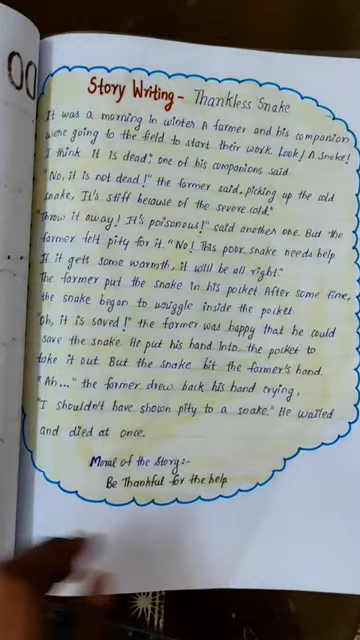 Story Writing - Thankless Snake
It was a morning in winter. A farmer and his companion
were going to the field to start their work. Look! A Snake!
I think it is dead". one of his companions said
"No, it is not dead!" the farmer said, picking up the cold
snake, It's stiff because of the severe cold."
"Throw it away! It's poisonous!" said another one. But the
farmer felt pity for it. "No! This poor snake needs help
If it gets some warmth, it will be all right."
The farmer put the snake in his pocket After some time,
the snake began to wriggle inside the pocket
"Oh, it is saved!" the farmer was happy that he could
save the snake. He put his hand into the pocket to
take it out. But the snake bit the farmer's hand.
"Ah..." the farmer drew back his hand crying,
"I shouldn't have shown pity to a snake." He wailed
and died at once.
Moral of the Story:-
Be Thankful for the help